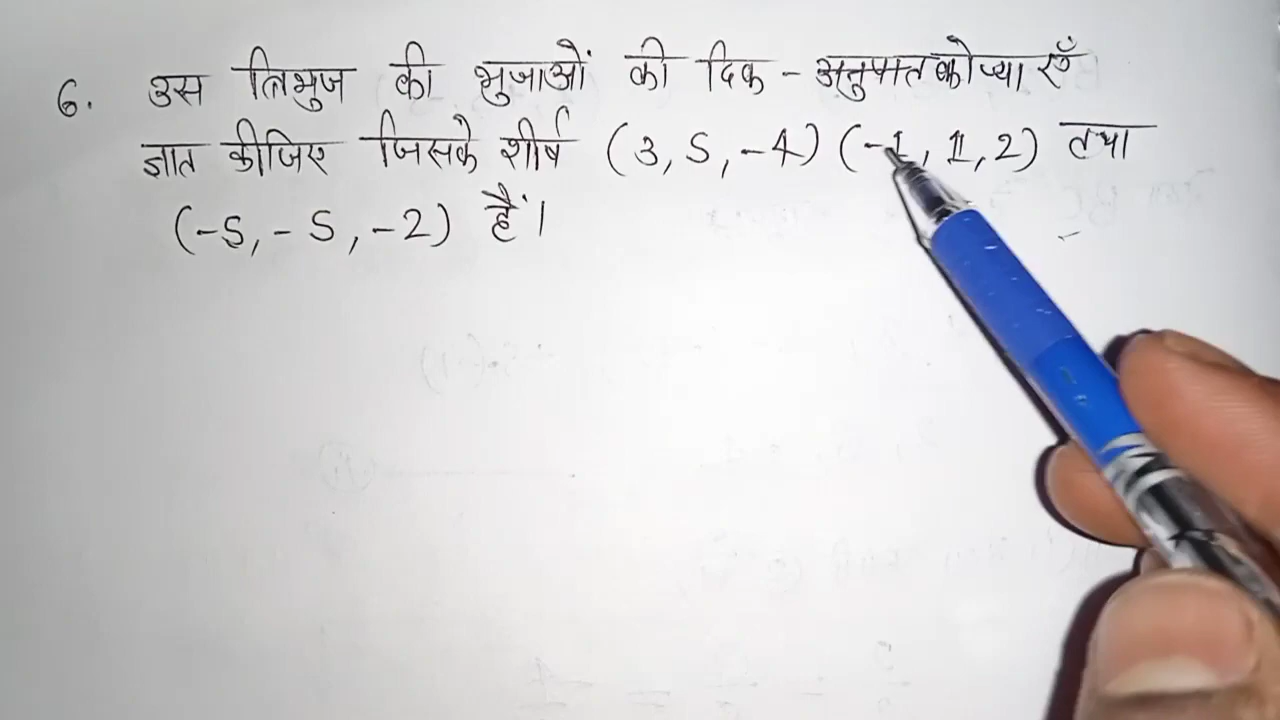 6. उस त्रिभुज की भुजाओं की दिक - अनुपात कोज्या एँ
ज्ञात कीजिए जिसके शीर्ष (3, 5, -4) (-1, 1, 2) तथा
(-5, -5, -2) हैं।